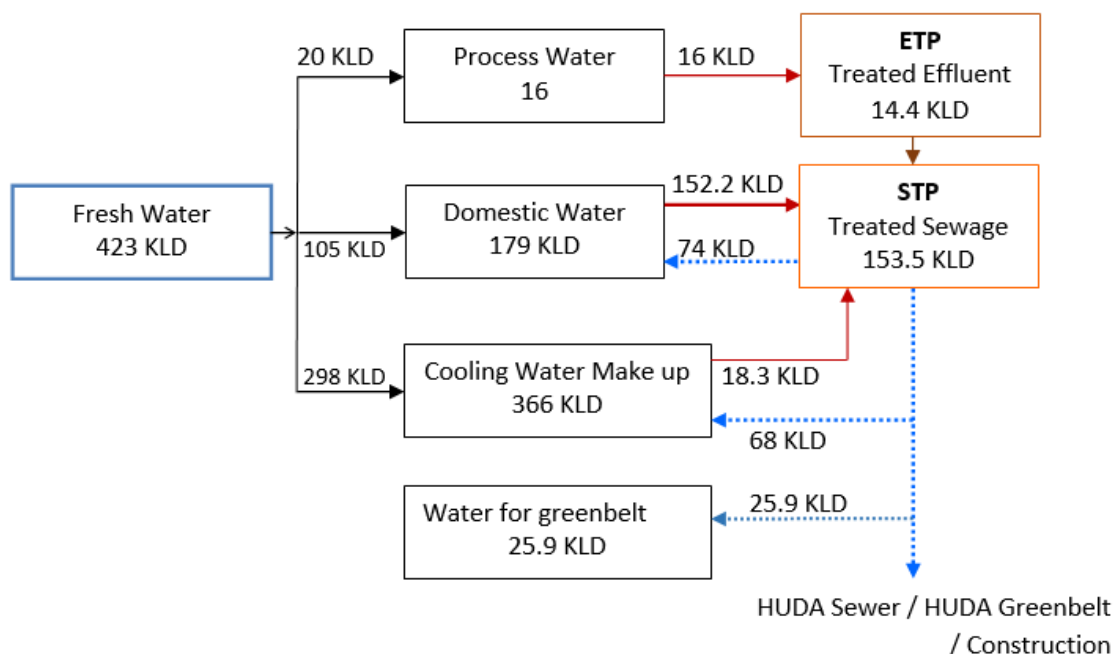 20 KLD
Process Water
16
16 KLD
ETP
Treated Effluent
14.4 KLD
Fresh Water
423 KLD
105 KLD
Domestic Water
179 KLD
152.2 KLD
74 KLD
STP
Treated Sewage
153.5 KLD
298 KLD
Cooling Water Make up
366 KLD
18.3 KLD
68 KLD
Water for greenbelt
25.9 KLD
25.9 KLD
HUDA Sewer / HUDA Greenbelt
/ Construction